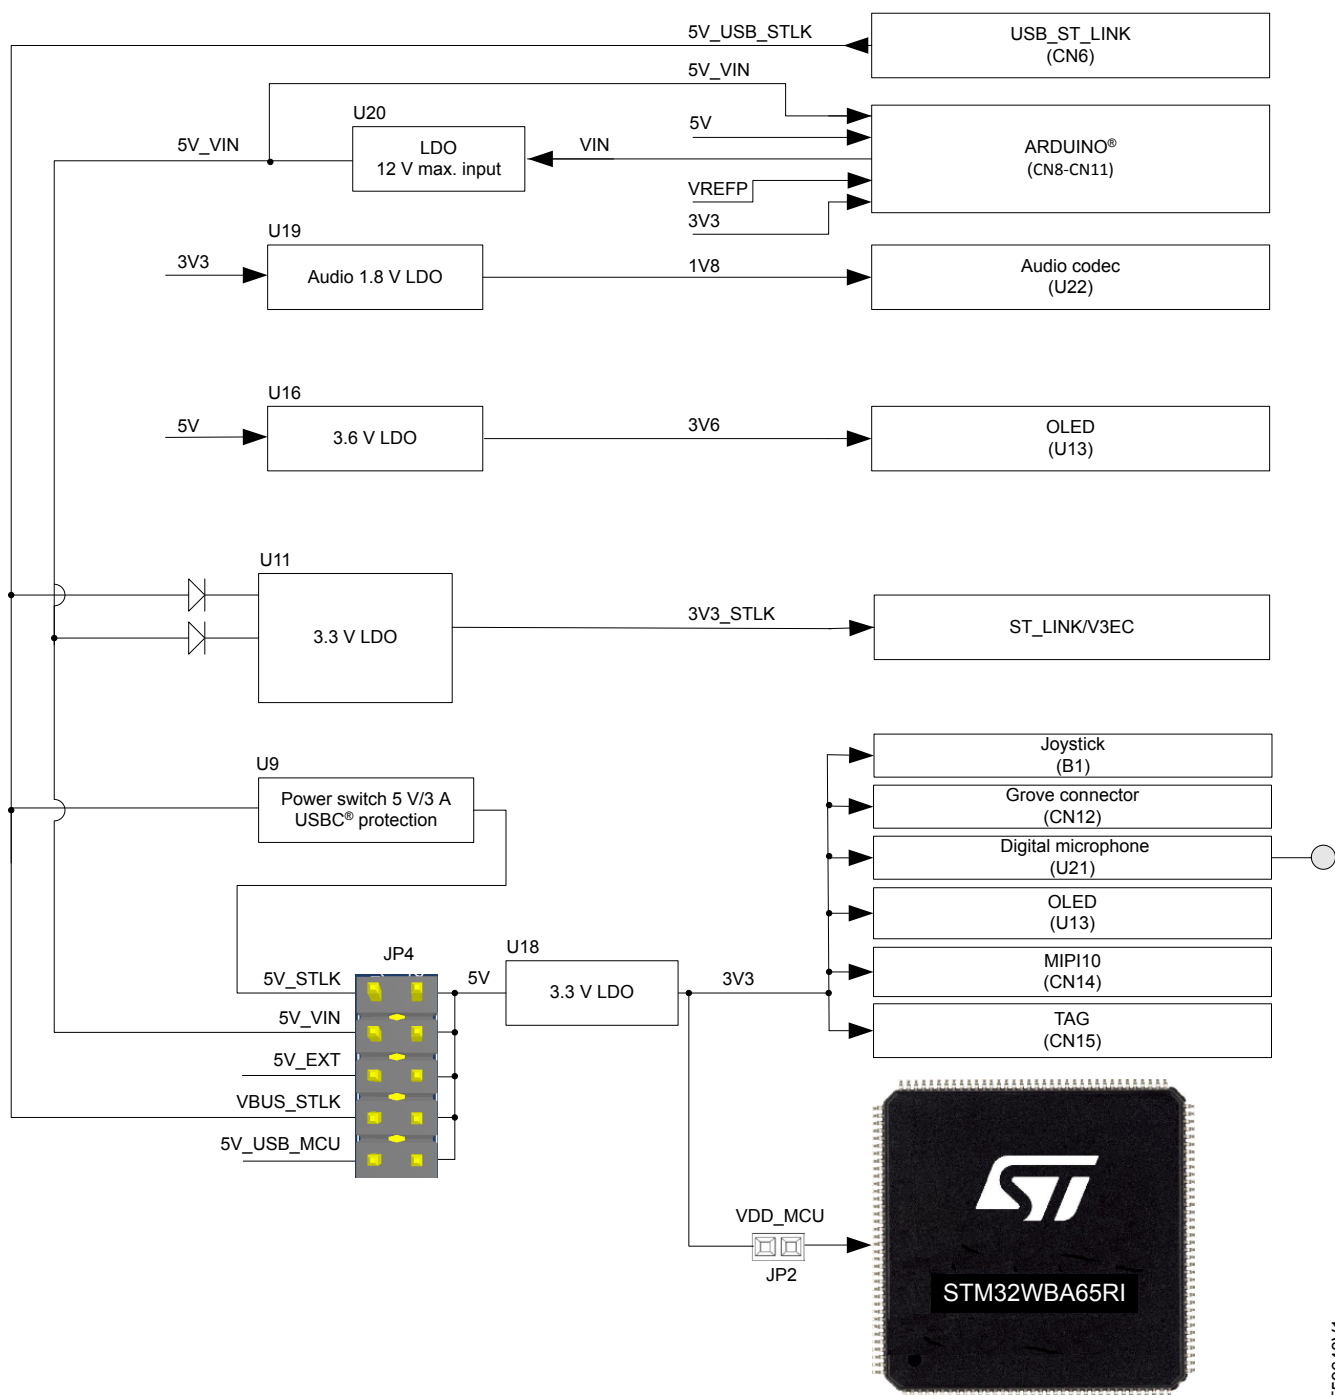 5V_USB_STLK
USB_ST_LINK
(CN6)
5V_VIN
U20
5V
5V_VIN
LDO
12 V max. input
VIN
ARDUINO®
(CN8-CN11)
VREFP
3V3
U19
3V3
Audio 1.8 V LDO
1V8
Audio codec
(U22)
U16
5V
3.6 V LDO
3V6
OLED
(U13)
U11
3.3 V LDO
3V3_STLK
ST_LINK/V3EC
Joystick
(B1)
U9
Power switch 5 V/3 A
USBC® protection
Grove connector
(CN12)
Digital microphone
(U21)
OLED
(U13)
JP4
U18
5V_STLK
5V
3.3 V LDO
3V3
MIPI10
(CN14)
5V_VIN
TAG
(CN15)
5V_EXT
VBUS_STLK
5V_USB_MCU
VDD_MCU
JP2
ST
STM32WBA65RI